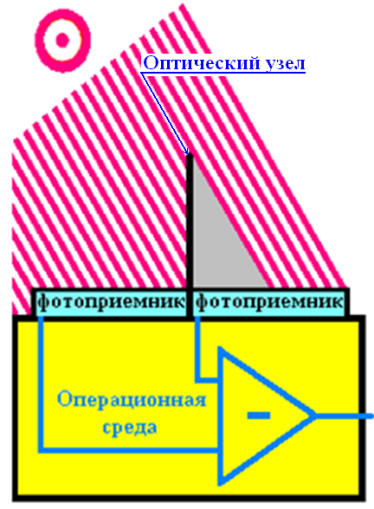 Оптический узел
фотоприемник фотоприемник
Операционная
среда